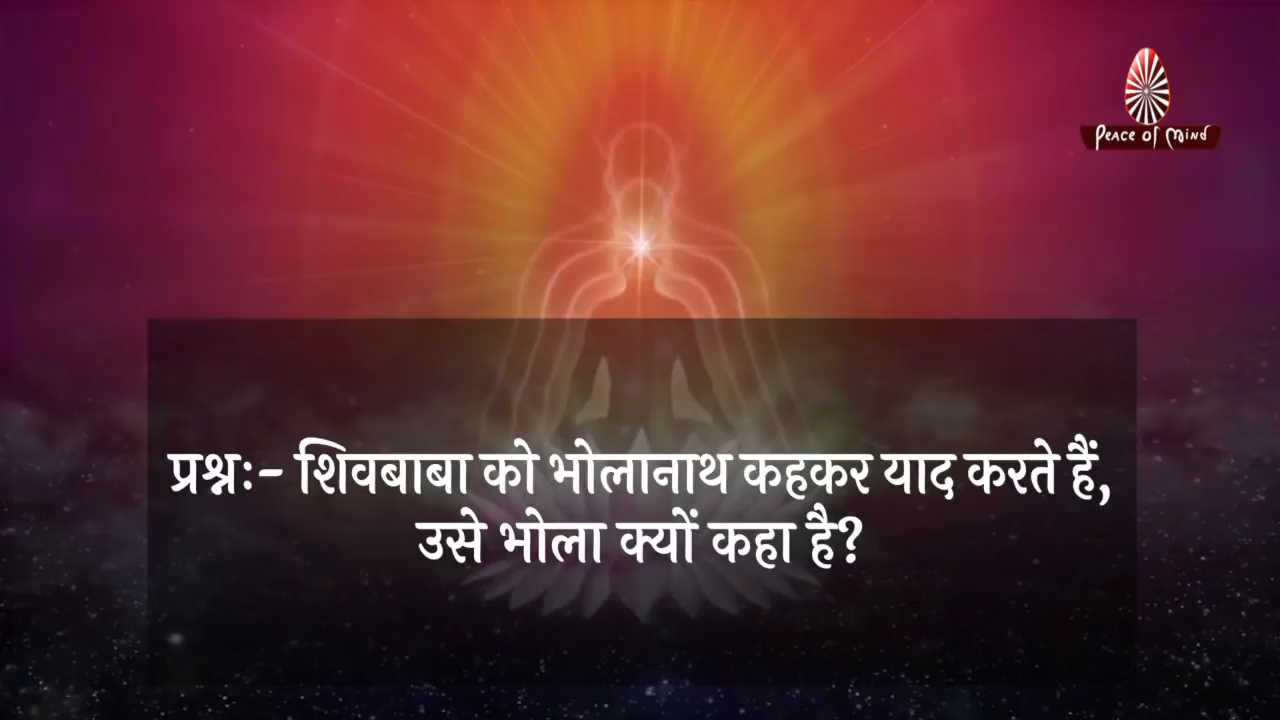 Peace of Mind
प्रश्नः- शिवबाबा को भोलानाथ कहकर याद करते हैं,
उसे भोला क्यों कहा है?